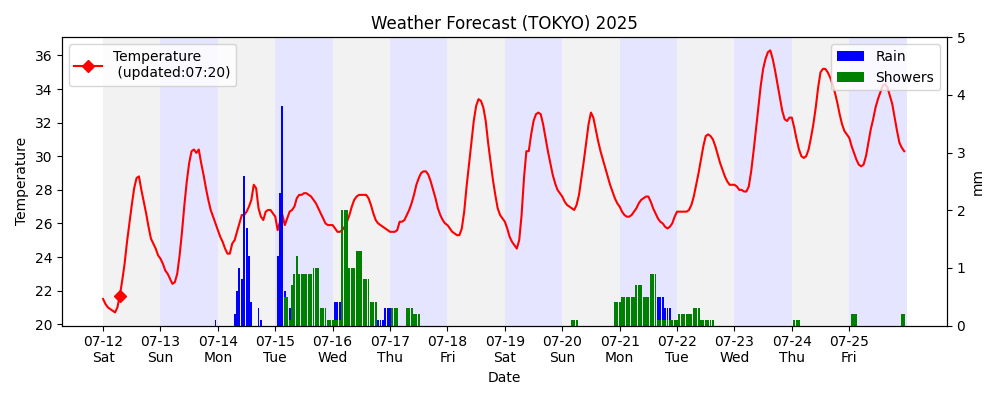 Weather Forecast (TOKYO) 2025
Temperature
(updated:07:20)
Rain
Showers
Temperature
36
34
32
30
28
26
24
22
20
5
4
3
2
1
0
mm
07-12 07-13 07-14 07-15 07-16 07-17 07-18 07-19 07-20 07-21 07-22 07-23 07-24 07-25
Sat Sun Mon Tue Wed Thu Fri Sat Sun Mon Tue Wed Thu Fri
Date